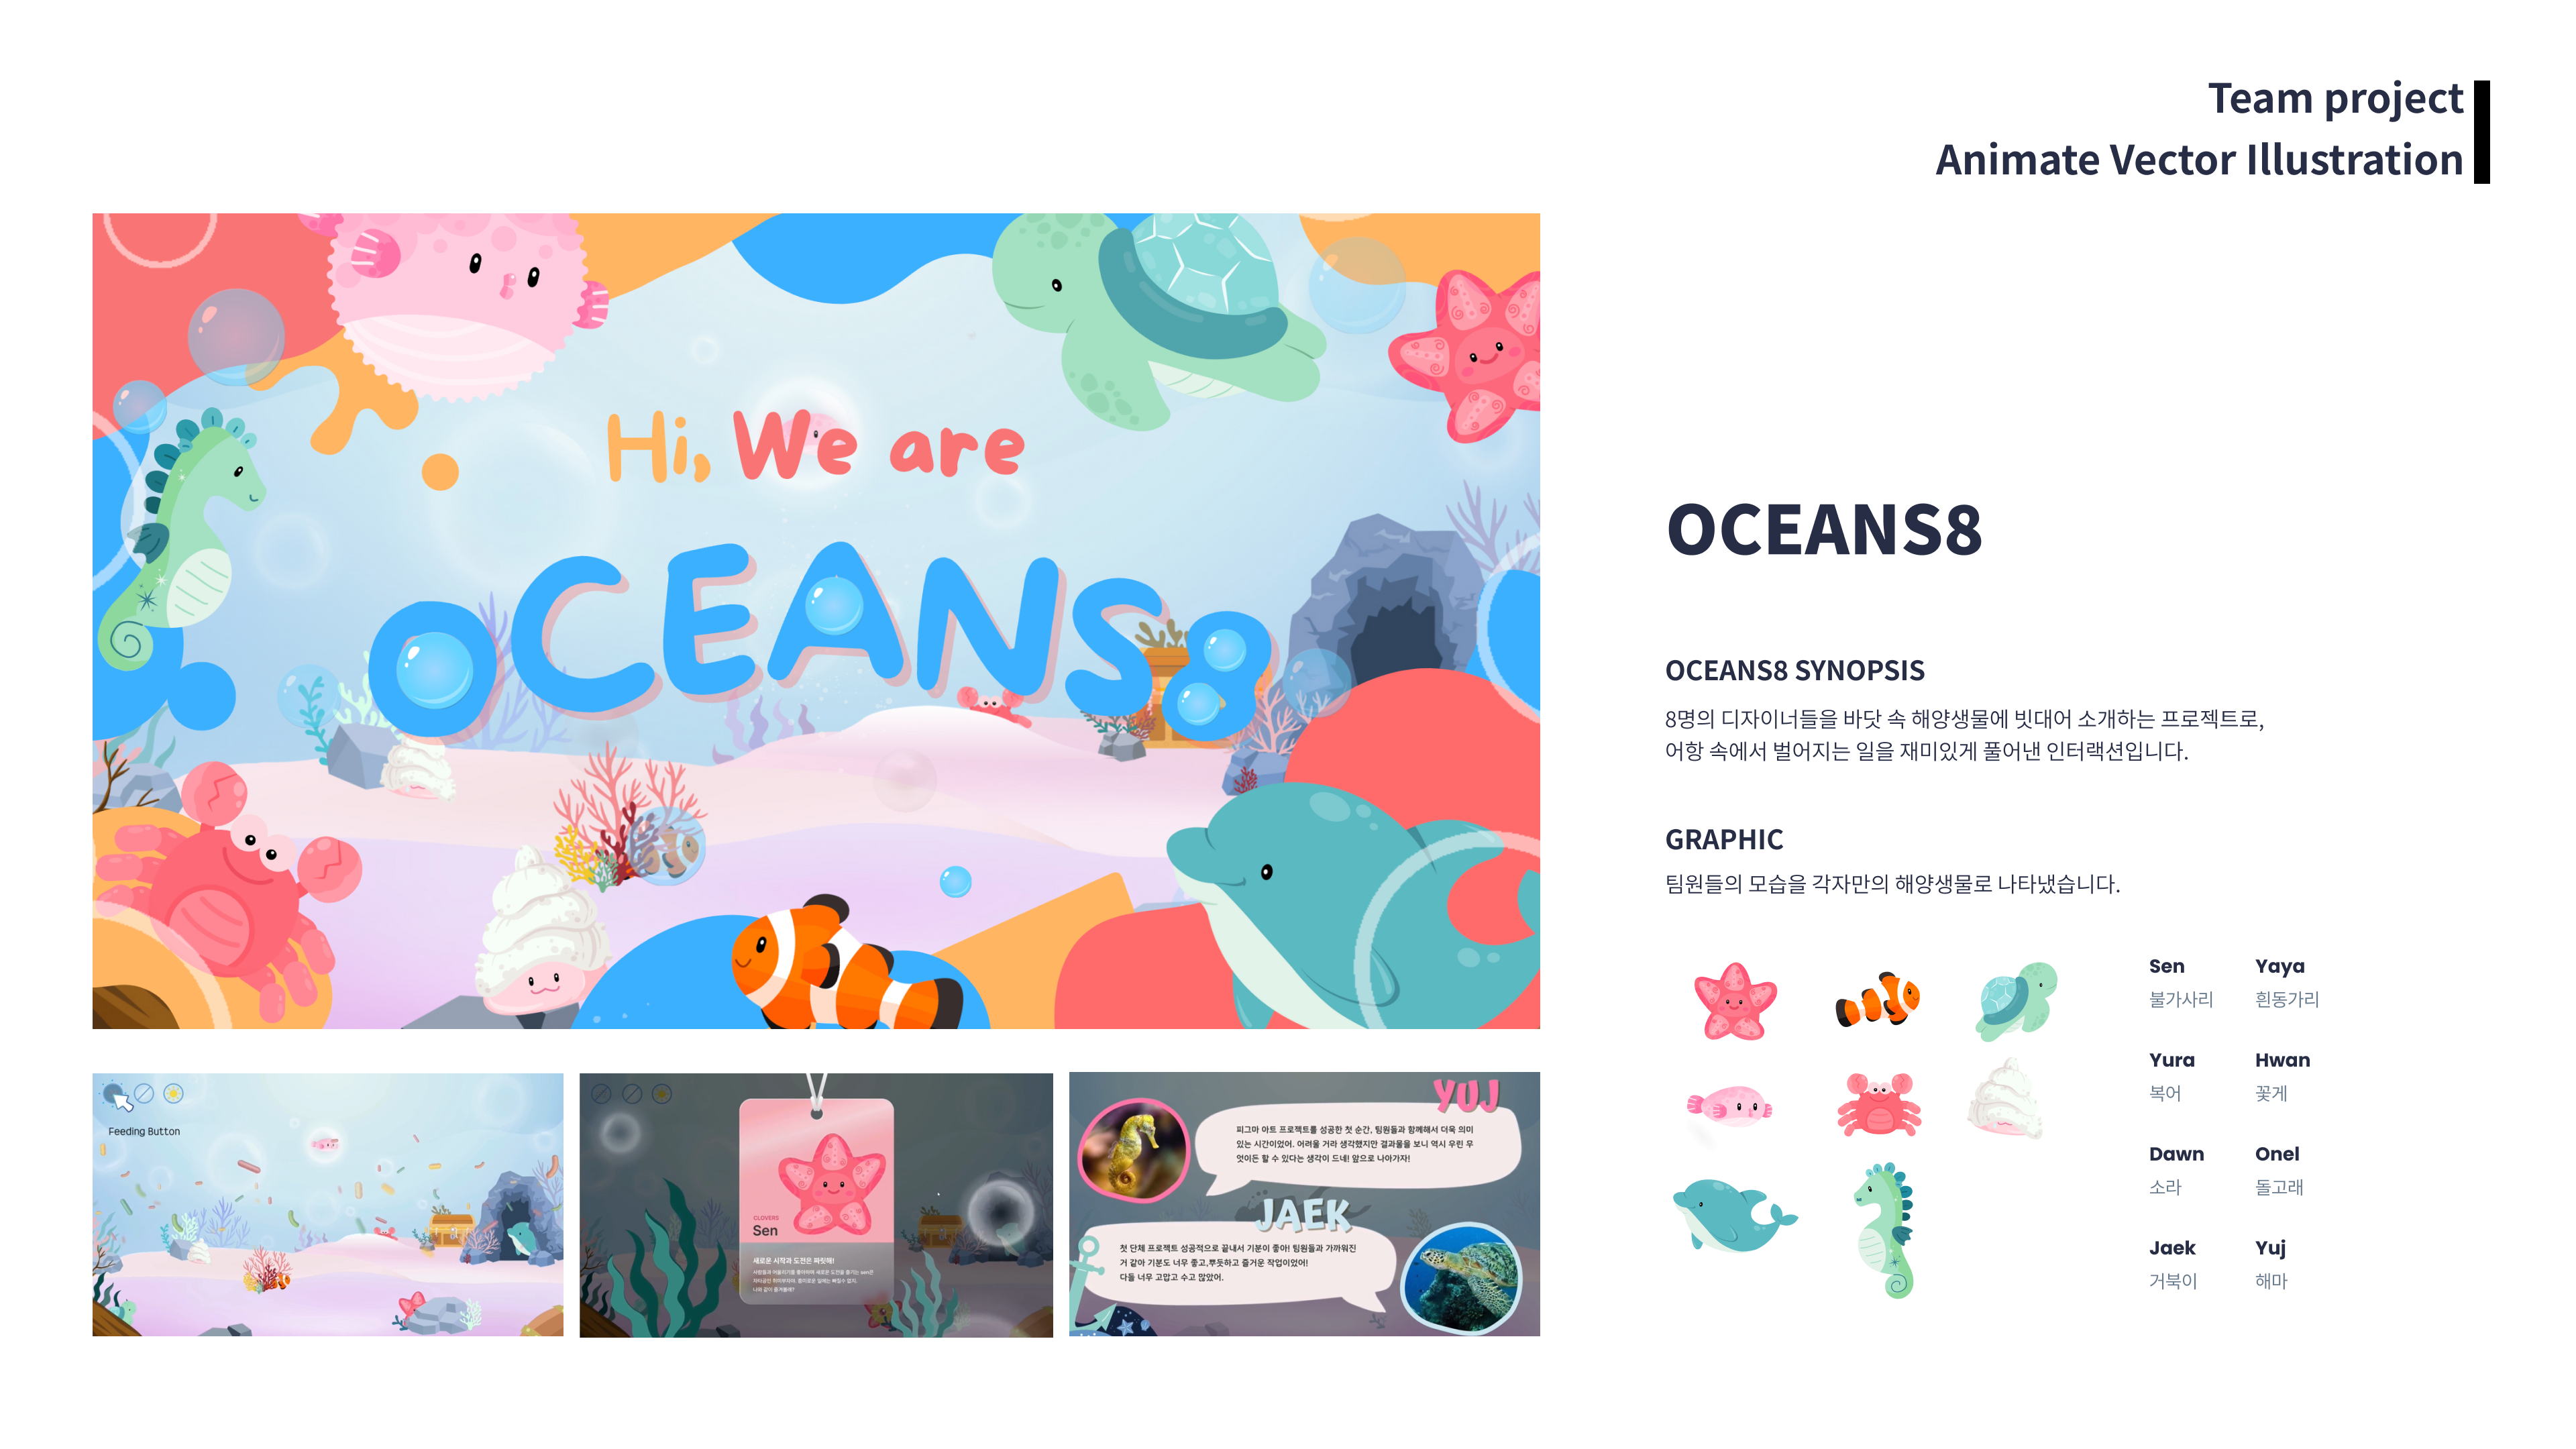 Team project
Animate Vector Illustration
Hi, We are
OCEANS8
OCEANS8
OCEANS8 SYNOPSIS
8명의 디자이너들을 바닷 속 해양생물에 빗대어 소개하는 프로젝트로,
어항 속에서 벌어지는 일을 재미있게 풀어낸 인터랙션입니다.
GRAPHIC
팀원들의 모습을 각자만의 해양생물로 나타냈습니다.
Sen Yaya
불가사리 흰동가리
Yura Hwan
복어 꽃게
Dawn Onel
소라 돌고래
Jaek Yuj
거북이 해마
Feeding Button
CLOVERS
Sen
새로운 시작과 도전은 짜릿해!
YUJ
피그마 아트 프로젝트를 성공한 첫 순간, 팀원들과 함께해서 더욱 의미
있는 시간이었어. 어려울 거라 생각했지만 결과물을 보니 역시 우린 무
엇이든 할 수 있다는 생각이 드네! 앞으로 나아가자!
JAEK
첫 단체 프로젝트 성공적으로 끝내서 기분이 좋아! 팀원들과 가까워진
거 같아 기분도 너무 좋고,뿌듯하고 즐거운 작업이었어!
다들 너무 고맙고 수고 많았어.